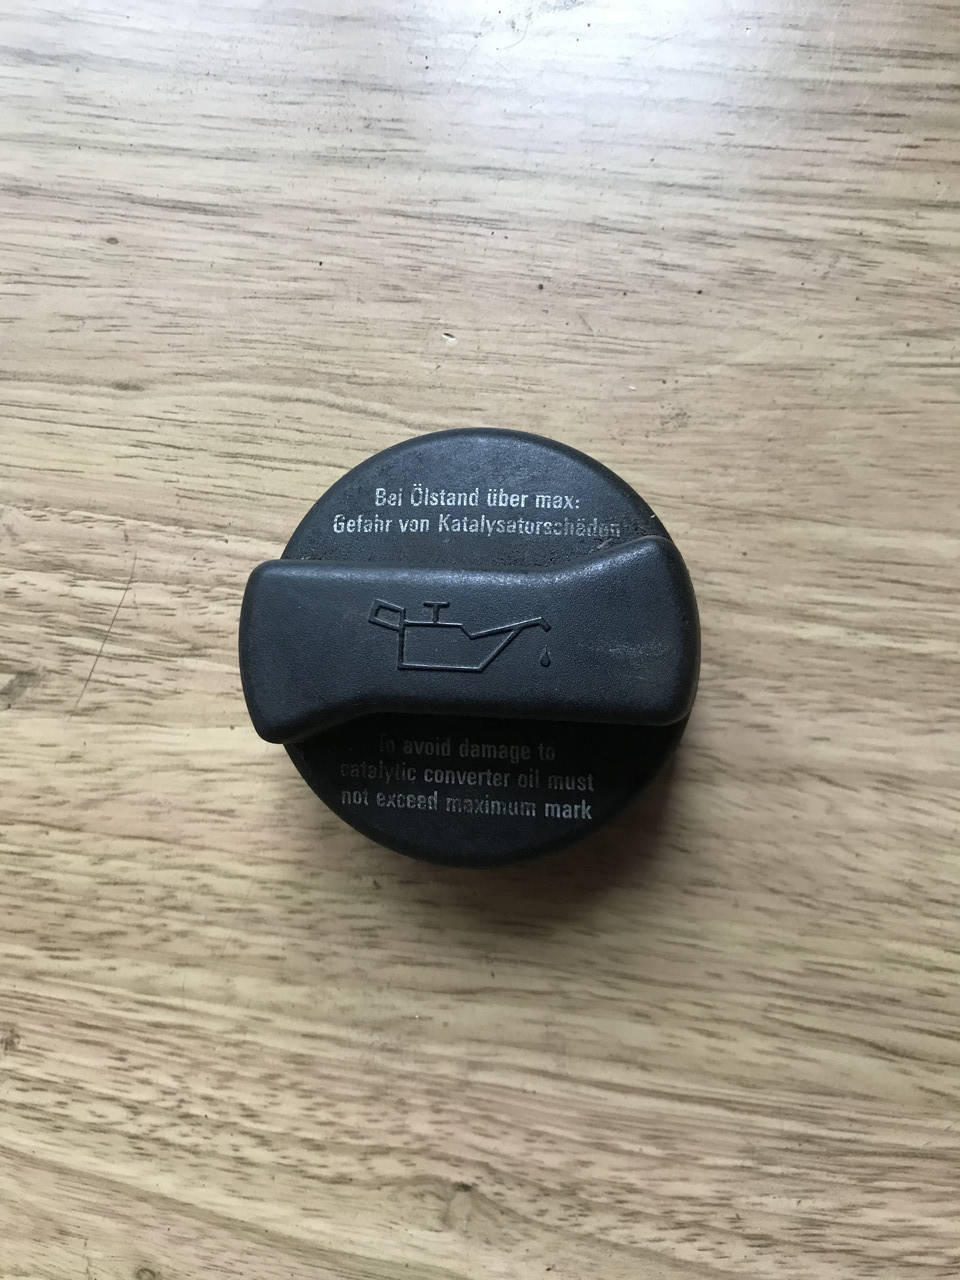 Bei Ölstand über max:
Gefahr von Katalysatorschäden
To avoid damage to
catalytic converter oil must
not exceed maximum mark